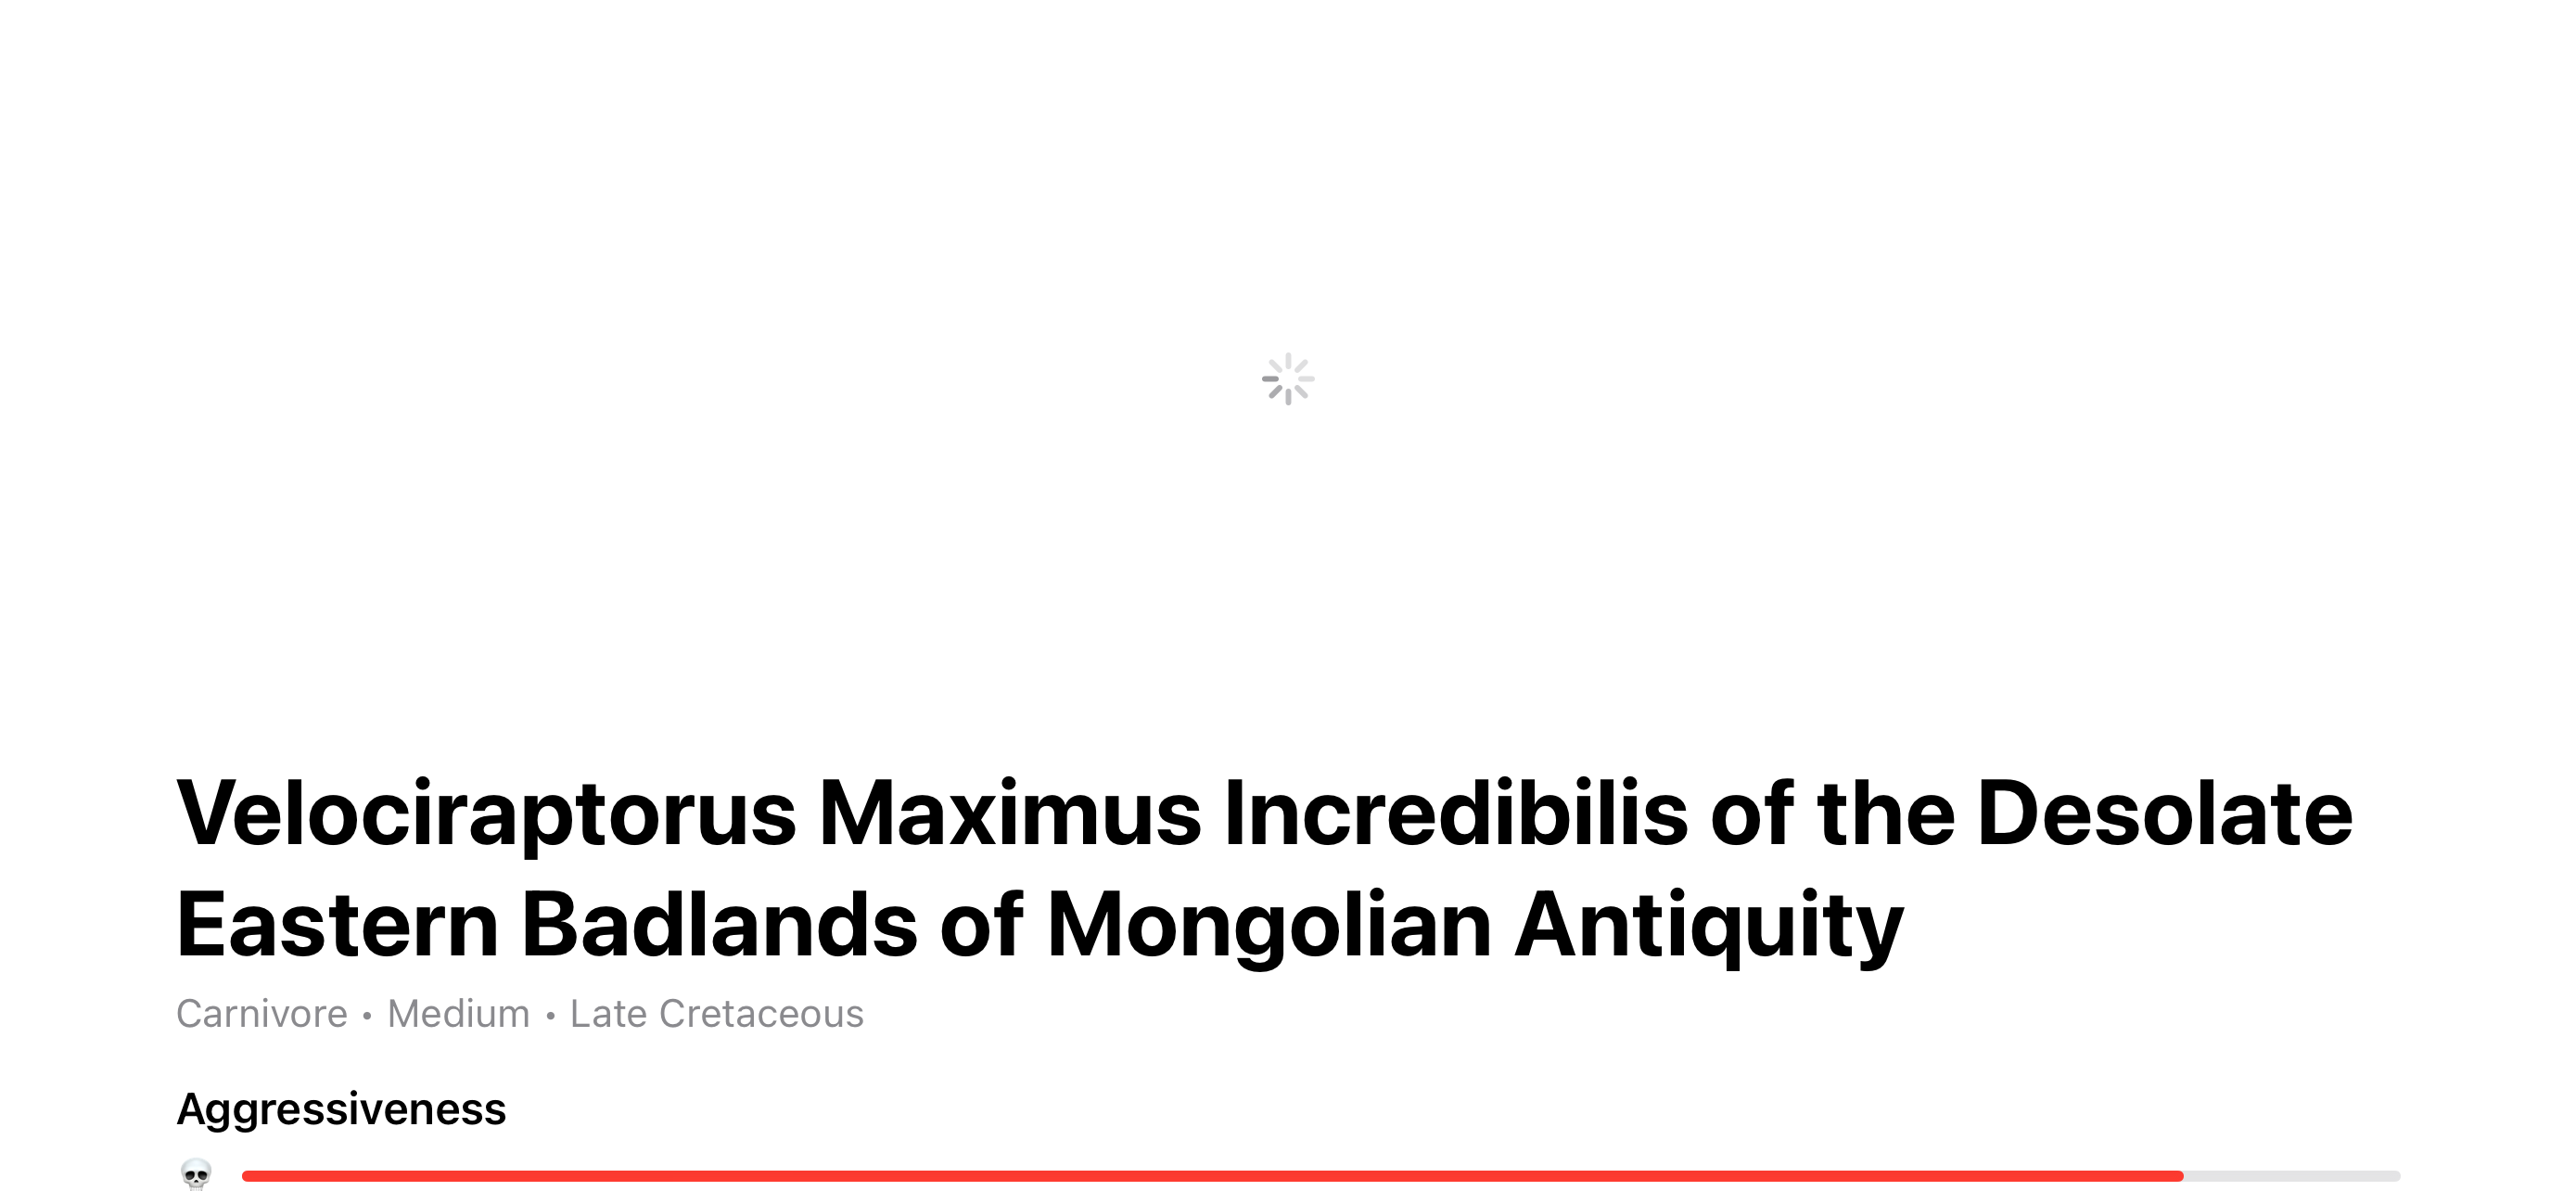 Velociraptorus Maximus Incredibilis of the Desolate
Eastern Badlands of Mongolian Antiquity
Carnivore • Medium • Late Cretaceous
Aggressiveness